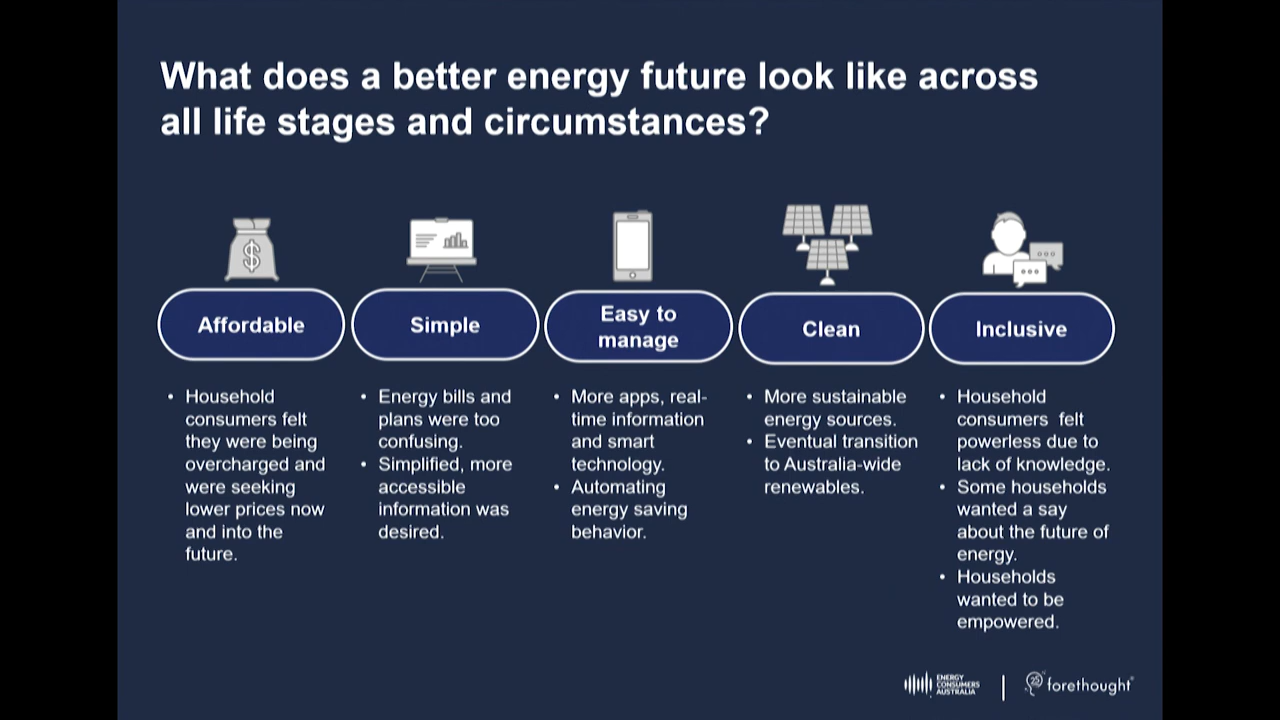 What does a better energy future look like across
all life stages and circumstances?
$
Affordable
• Household
consumers felt
they were being
overcharged and
were seeking
lower prices now
and into the
future.
Simple
• Energy bills and
plans were too
confusing.
• Simplified, more
accessible
information was
desired.
Easy to
manage
• More apps, real-
time information
and smart
technology.
• Automating
energy saving
behavior.
Clean
• More sustainable
energy sources.
• Eventual transition
to Australia-wide
renewables.
Inclusive
• Household
consumers felt
powerless due to
lack of knowledge.
• Some households
wanted a say
about the future of
energy.
• Households
wanted to be
empowered.
ENERGY
CONSUMERS
AUSTRALIA
forethought